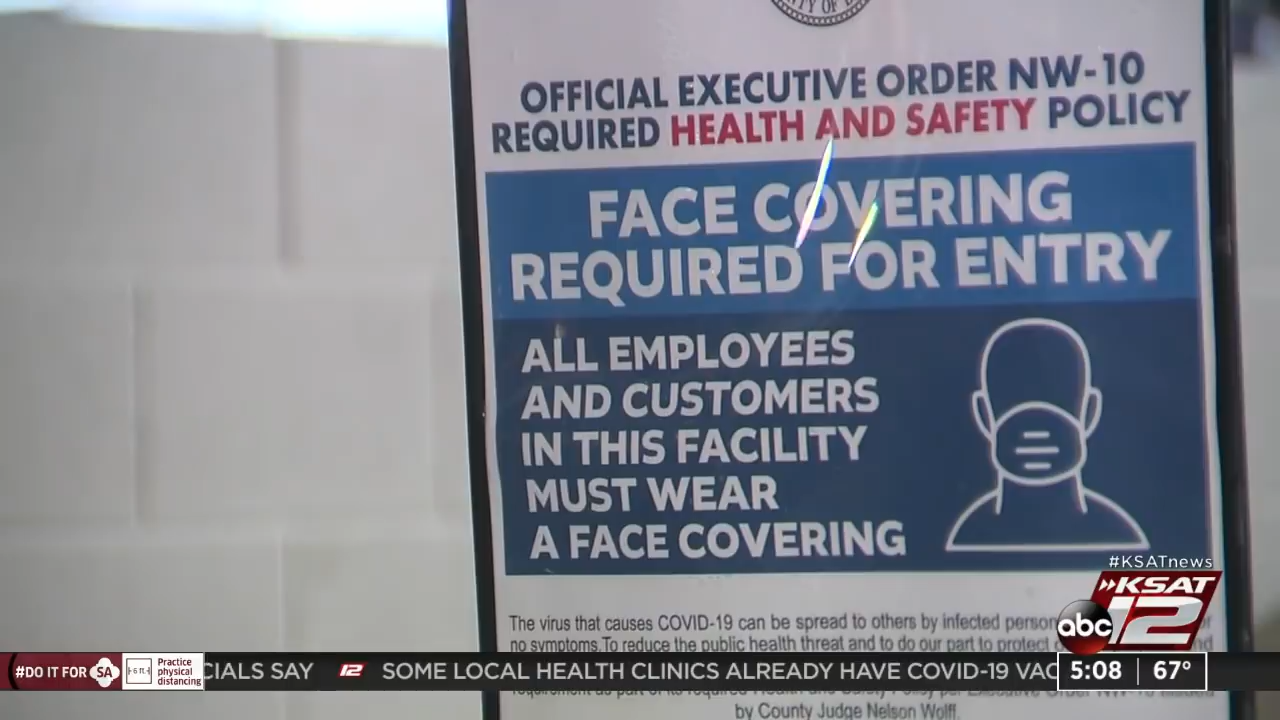 OFFICIAL EXECUTIVE ORDER NW-10
REQUIRED HEALTH AND SAFETY POLICY
FACE COVERING
REQUIRED FOR ENTRY
ALL EMPLOYEES
AND CUSTOMERS
IN THIS FACILITY
MUST WEAR
A FACE COVERING
The virus that causes COVID-19 can be spread to others by infected
no symptoms. To reduce the public health threat and to do our part to protect
by County Judge Nelson Wolff.
#KSATnews
KSAT
abc 12
#DO IT FOR SA
6 ft
Practice
physical
distancing
CIALS SAY 12 SOME LOCAL HEALTH CLINICS ALREADY HAVE COVID-19 VAC
5:08 67°